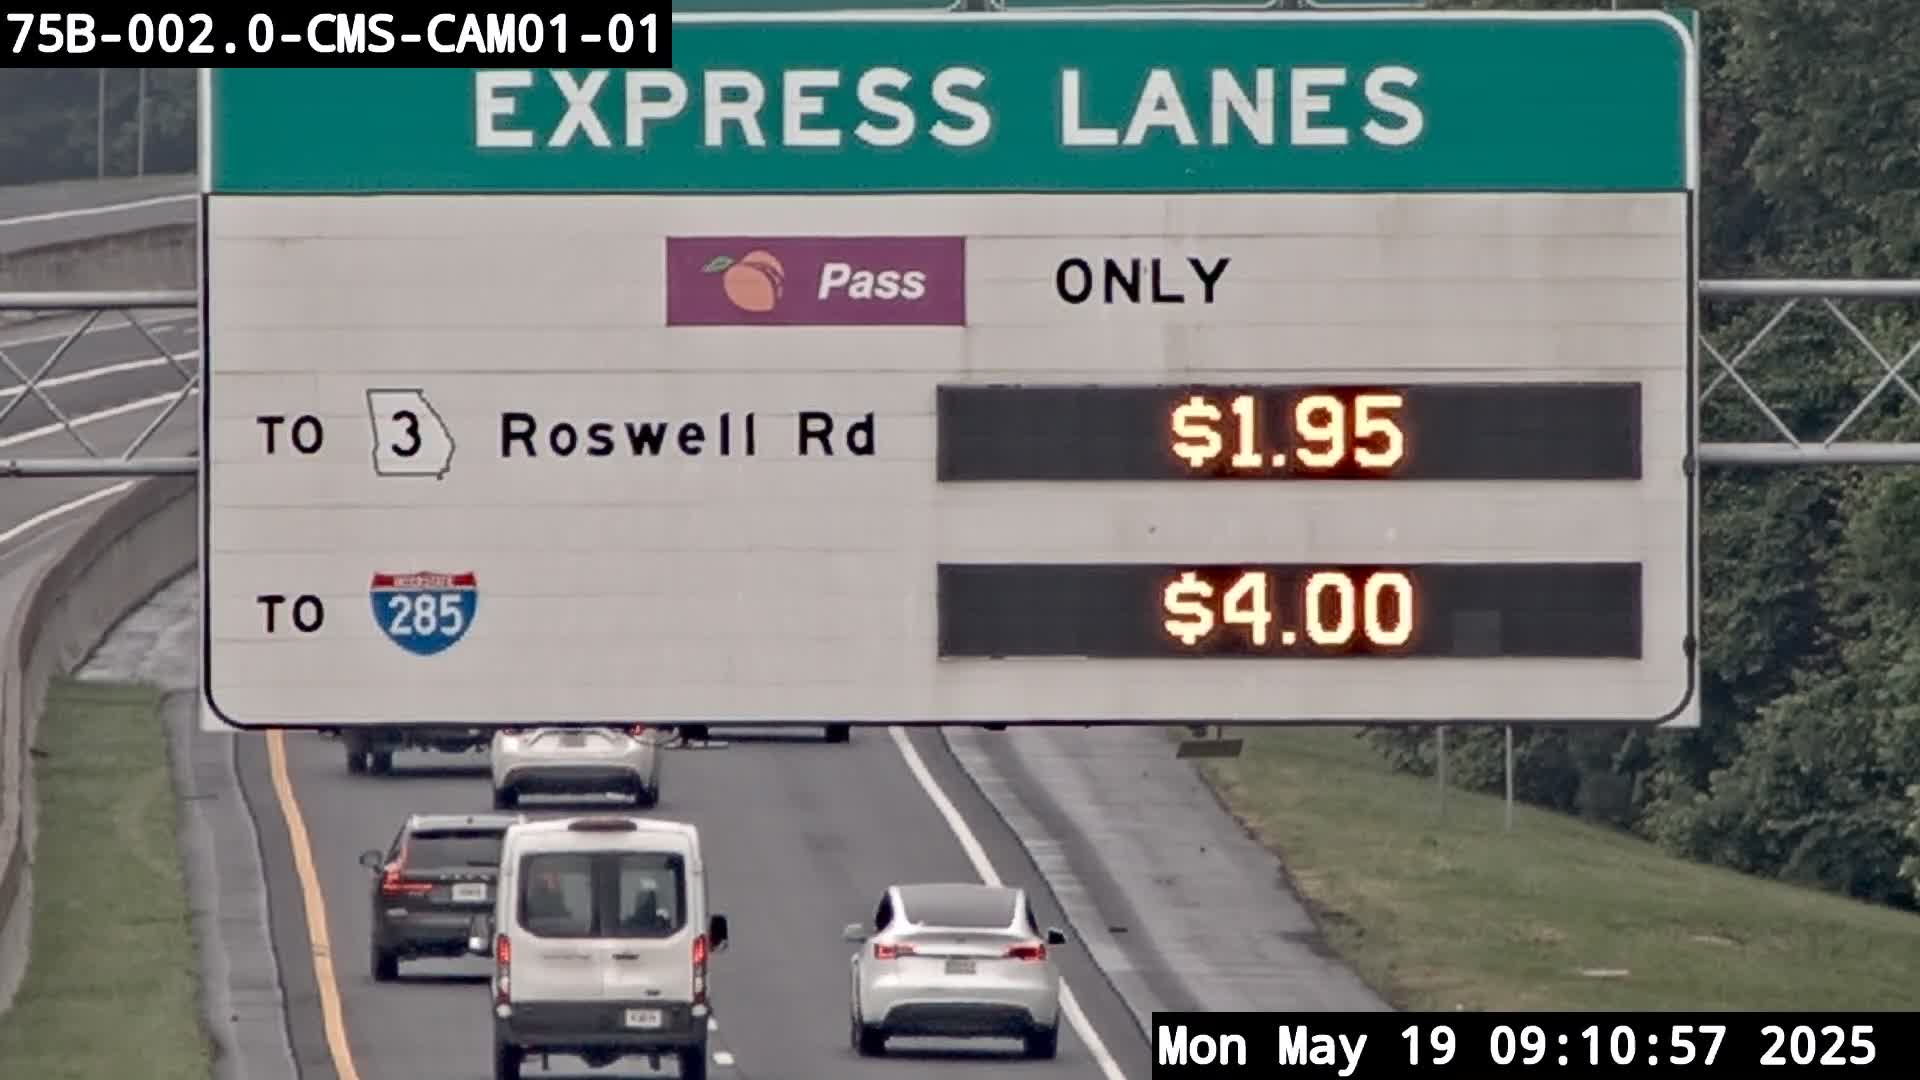 75B-002.0-CMS-CAM01-01
EXPRESS LANES
Pass ONLY
TO 3 Roswell Rd $1.95
INTERSTATE
TO 285 $4.00
Mon May 19 09:10:57 2025